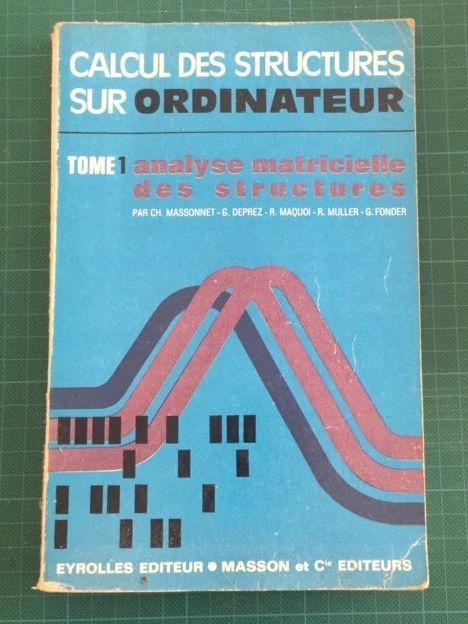 CALCUL DES STRUCTURES
SUR ORDINATEUR
TOME 1 analyse matricielle
des structures
PAR CH. MASSONNET - G. DEPREZ - R. MAQUOI - R. MULLER - G. FONDER
EYROLLES EDITEUR ● MASSON et Cie EDITEURS